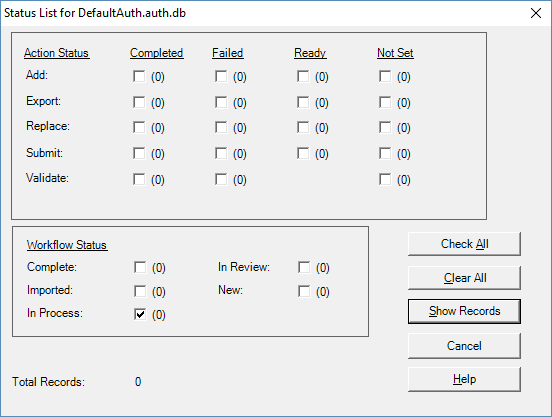 Status List for DefaultAuth.auth.db
Action Status Completed Failed Ready Not Set
Add: (0) (0) (0) (0)
Export: (0) (0) (0) (0)
Replace: (0) (0) (0) (0)
Submit: (0) (0) (0) (0)
Validate: (0) (0) (0)
Workflow Status
Complete: (0) In Review: (0)
Imported: (0) New: (0)
In Process: (0)
Check All
Clear All
Show Records
Cancel
Help
Total Records: 0